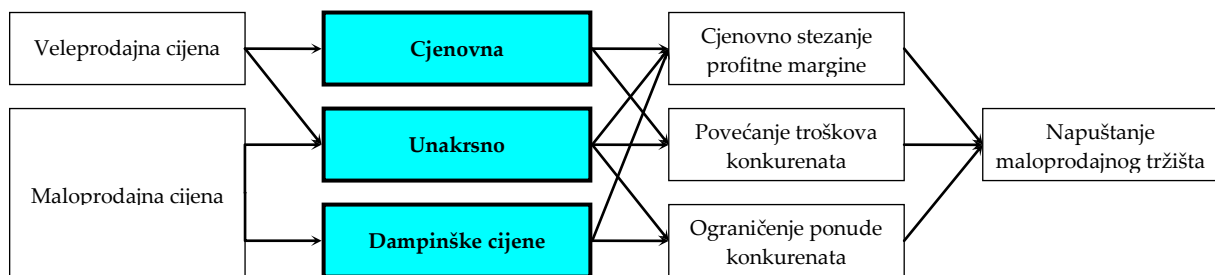 Veleprodajna cijena
Maloprodajna cijena
Cjenovna
Unakrsno
Dampinške cijene
Cjenovno stezanje
profitne margine
Povećanje troškova
konkurenata
Ograničenje ponude
konkurenata
Napuštanje
maloprodajnog tržišta